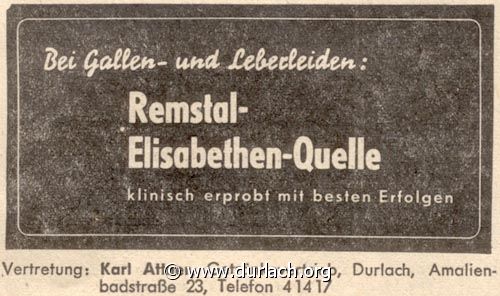 Bei Gallen- und Leberleiden:
Remstal-
Elisabethen-Quelle
klinisch erprobt mit besten Erfolgen
Vertretung: Karl Durlach, Amalien-
© www.durlach.org
badstraße 23, Telefon 41417